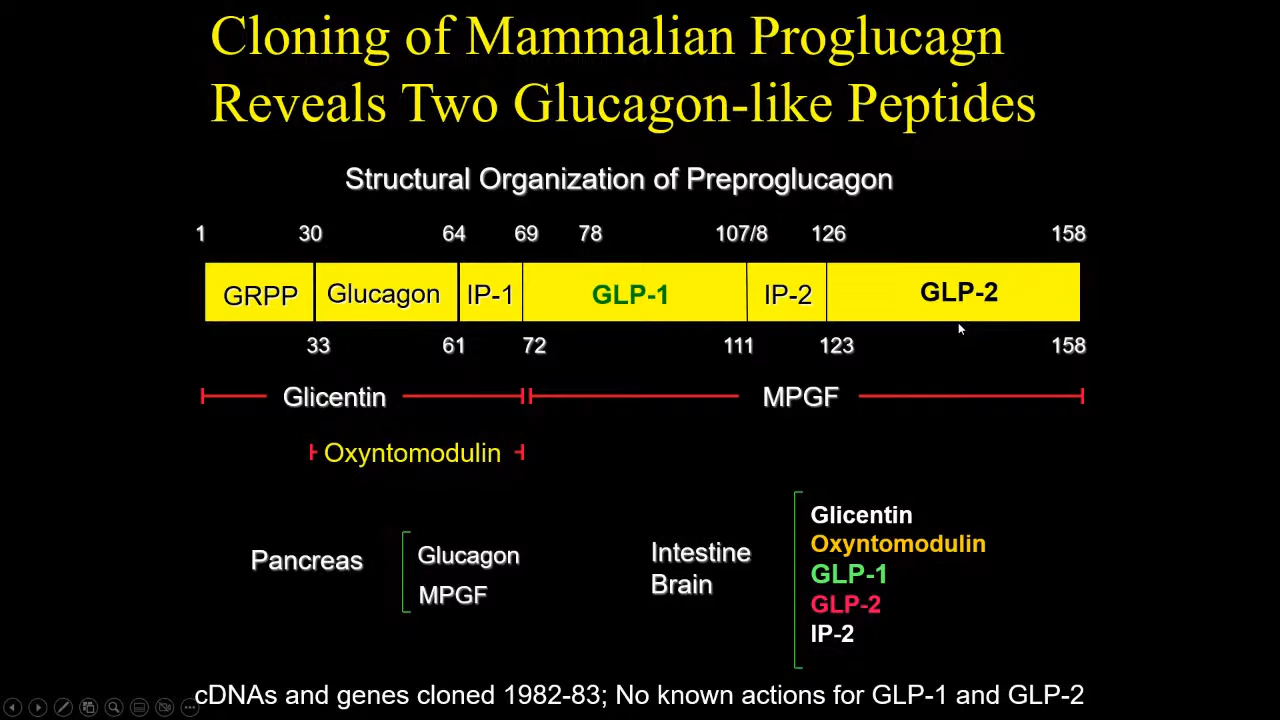 Cloning of Mammalian Proglucagn
Reveals Two Glucagon-like Peptides
Structural Organization of Preproglucagon
1 30 64 69 78 107/8 126 158
GRPP Glucagon IP-1 GLP-1 IP-2 GLP-2
33 61 72 111 123 158
Glicentin MPGF
Oxyntomodulin
Pancreas
Glucagon
MPGF
Intestine
Brain
Glicentin
Oxyntomodulin
GLP-1
GLP-2
IP-2
cDNAs and genes cloned 1982-83; No known actions for GLP-1 and GLP-2